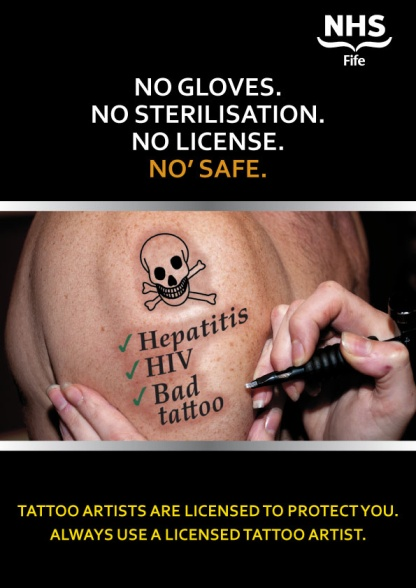 NHS
Fife
NO GLOVES.
NO STERILISATION.
NO LICENSE.
NO’ SAFE.
Hepatitis
HIV
Bad
tattoo
TATTOO ARTISTS ARE LICENSED TO PROTECT YOU.
ALWAYS USE A LICENSED TATTOO ARTIST.